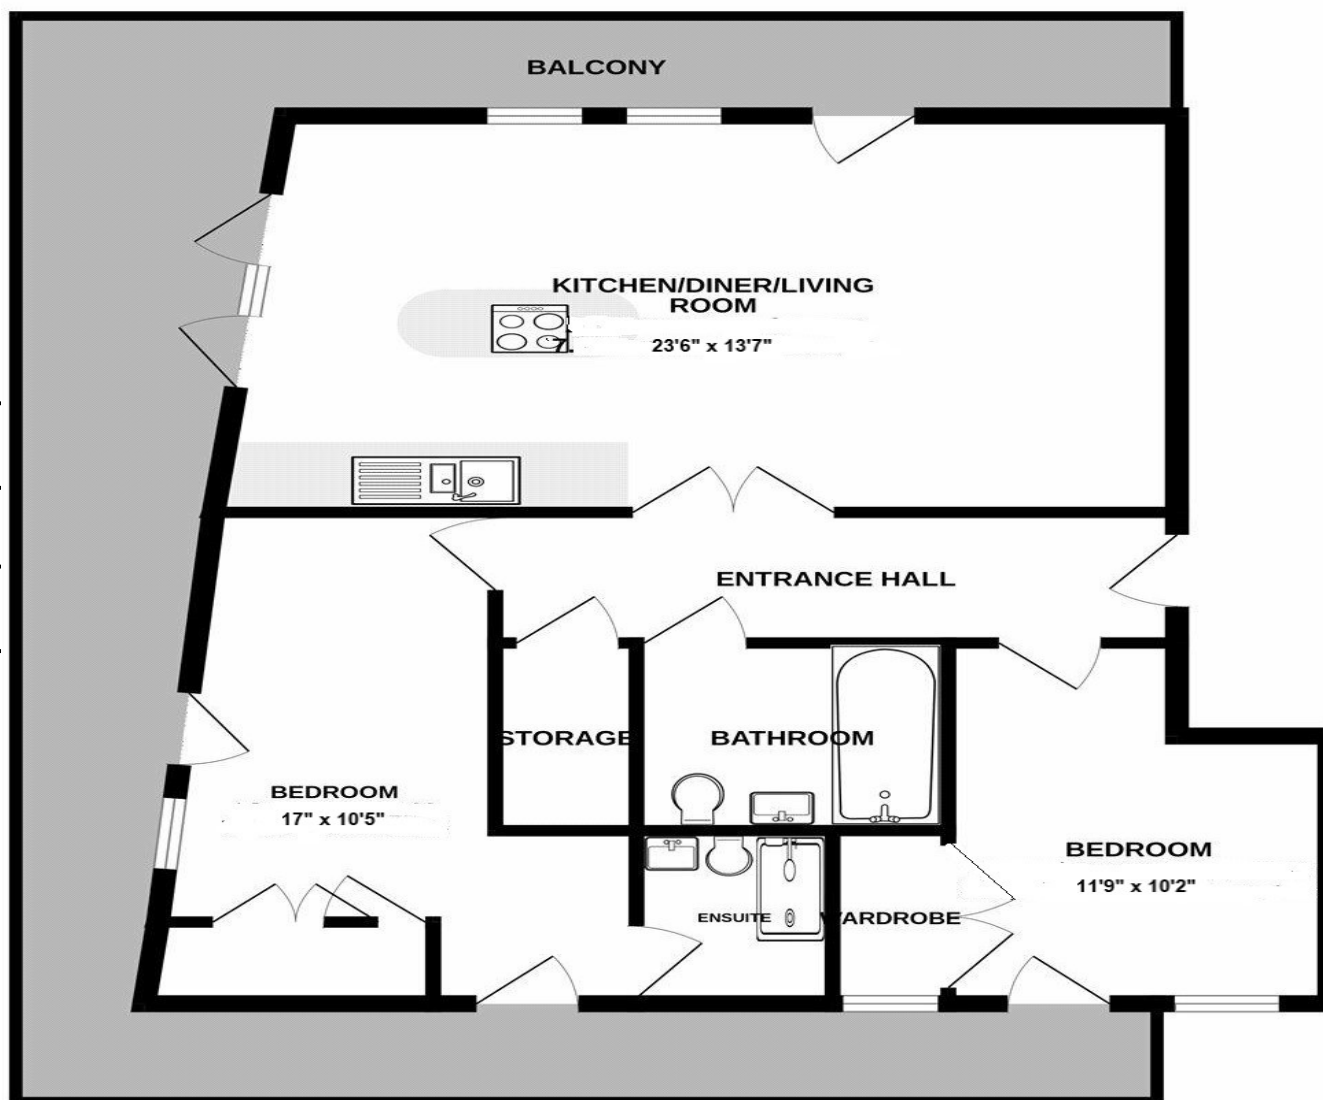 BALCONY
KITCHEN/DINER/LIVING
ROOM
7.
23'6" x 13'7"
ENTRANCE HALL
STORAGE
BATHROOM
BEDROOM
17" x 10'5"
BEDROOM
11'9" x 10'2"
ENSUITE
WARDROBE